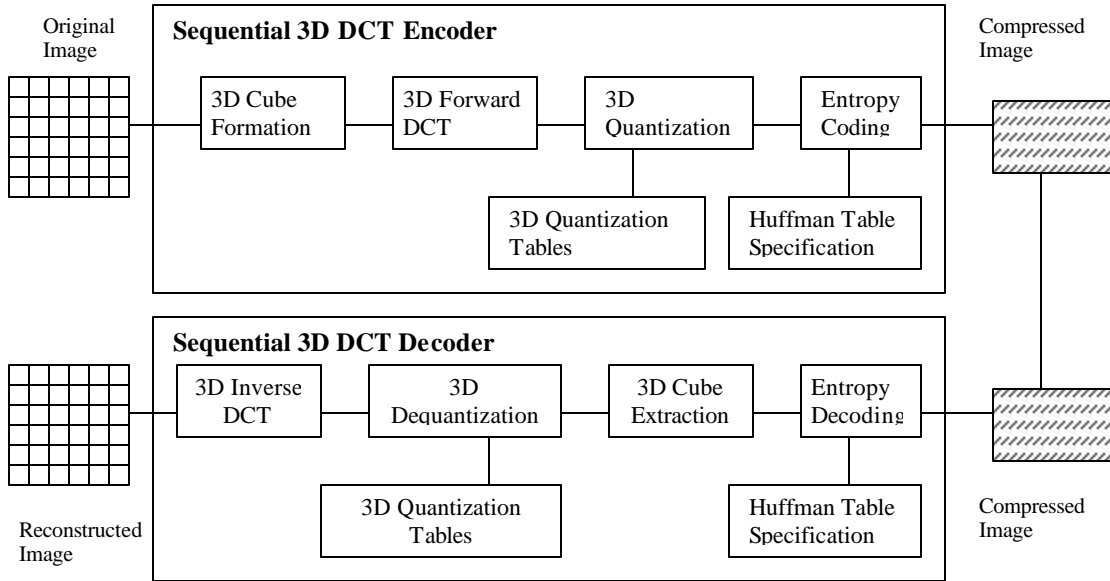 Original
Image
Sequential 3D DCT Encoder
Compressed
Image
3D Cube
Formation
3D Forward
DCT
3D
Quantization
Entropy
Coding
3D Quantization
Tables
Huffman Table
Specification
Sequential 3D DCT Decoder
3D Inverse
DCT
3D
Dequantization
3D Cube
Extraction
Entropy
Decoding
3D Quantization
Tables
Huffman Table
Specification
Reconstructed
Image
Compressed
Image